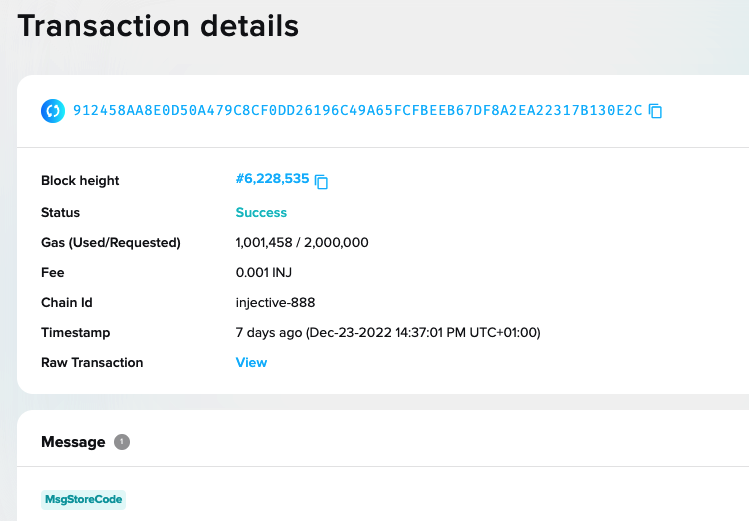 Transaction details
912458AA8E0D50A479C8CF0DD26196C49A65FCFBEEB67DF8A2EA22317B130E2C
Block height #6,228,535
Status Success
Gas (Used/Requested) 1,001,458 / 2,000,000
Fee 0.001 INJ
Chain Id injective-888
Timestamp 7 days ago (Dec-23-2022 14:37:01 PM UTC+01:00)
Raw Transaction View
Message 1
MsgStoreCode